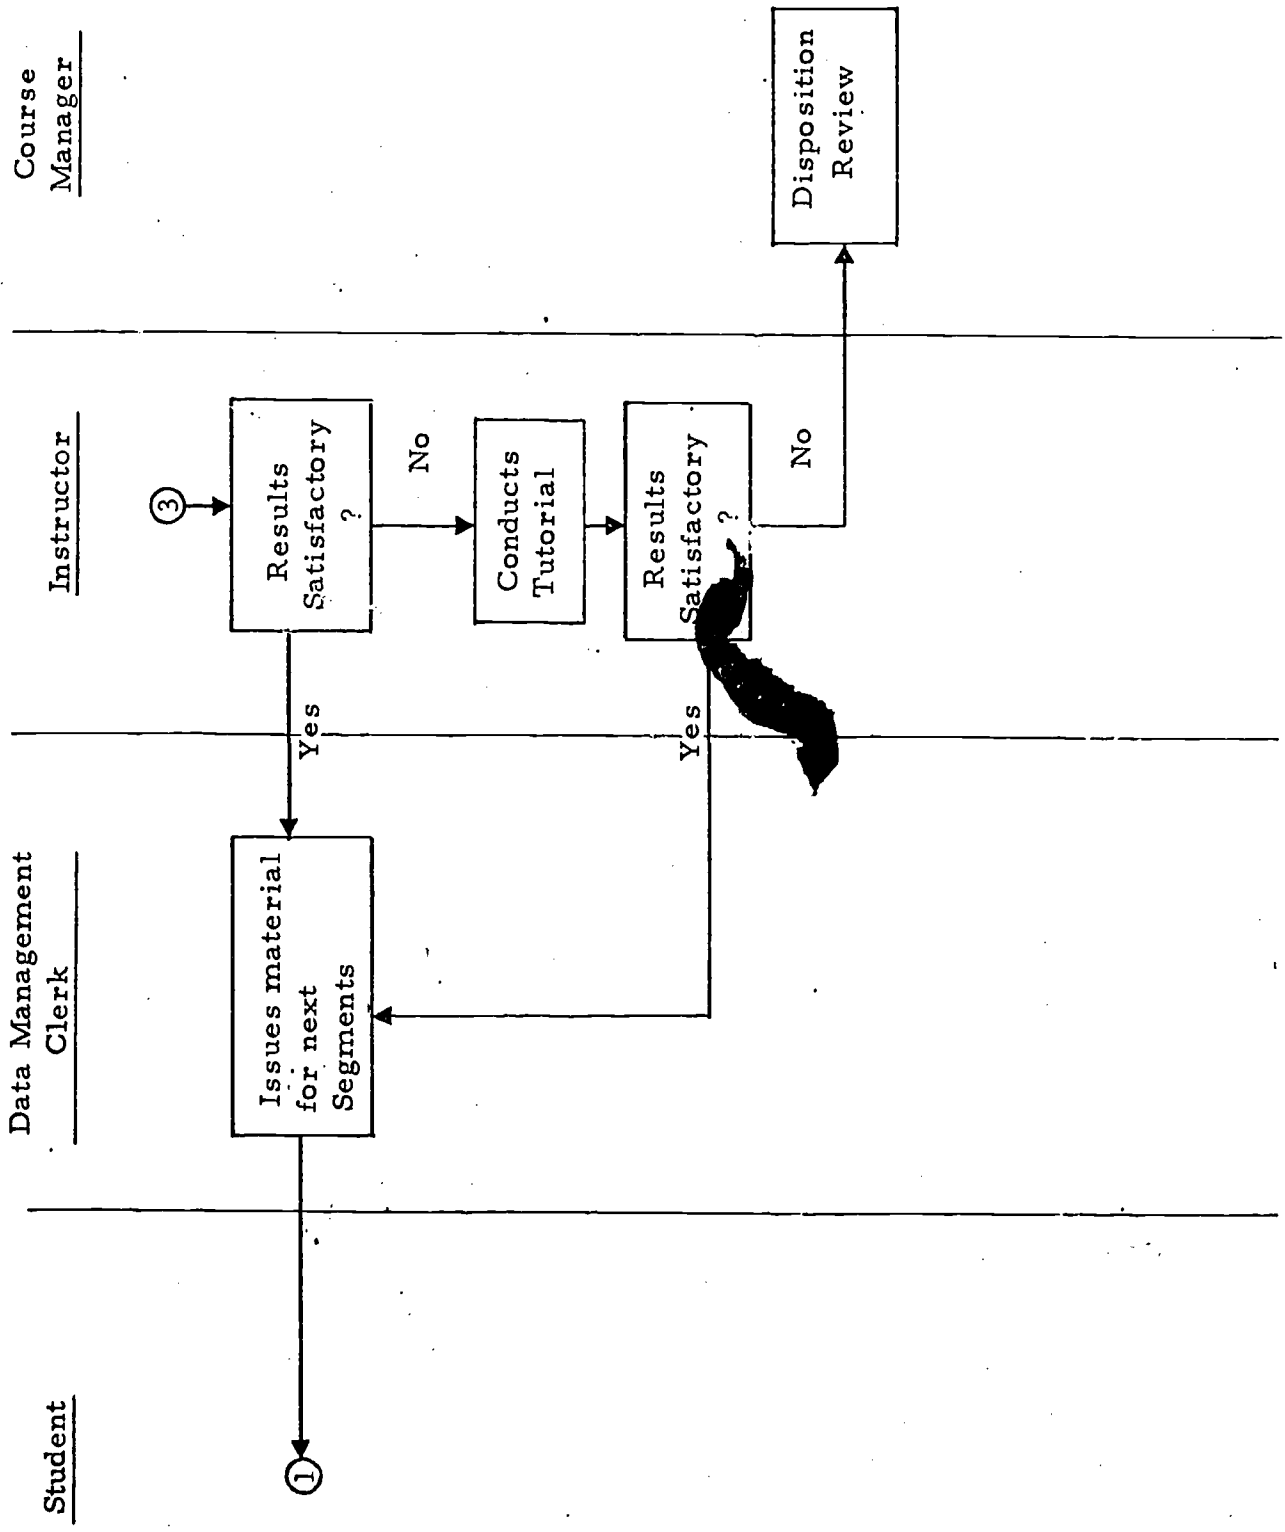 Student
Data Management
Clerk
Instructor
Course
Manager
3
Results
Satisfactory
?
Yes
Issues material
for next
Segments
1
No
Conducts
Tutorial
Results
Satisfactory
?
Yes
No
Disposition
Review